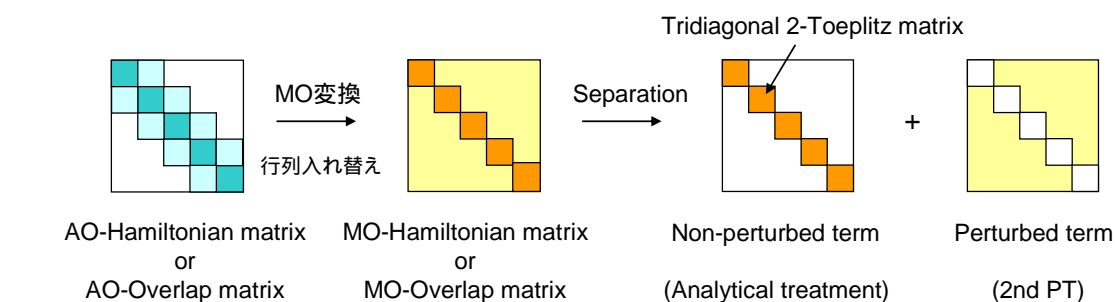 Tridiagonal 2-Toeplitz matrix
MO変換
Separation
+
行列入れ替え
AO-Hamiltonian matrix
or
AO-Overlap matrix
MO-Hamiltonian matrix
or
MO-Overlap matrix
Non-perturbed term
(Analytical treatment)
Perturbed term
(2nd PT)